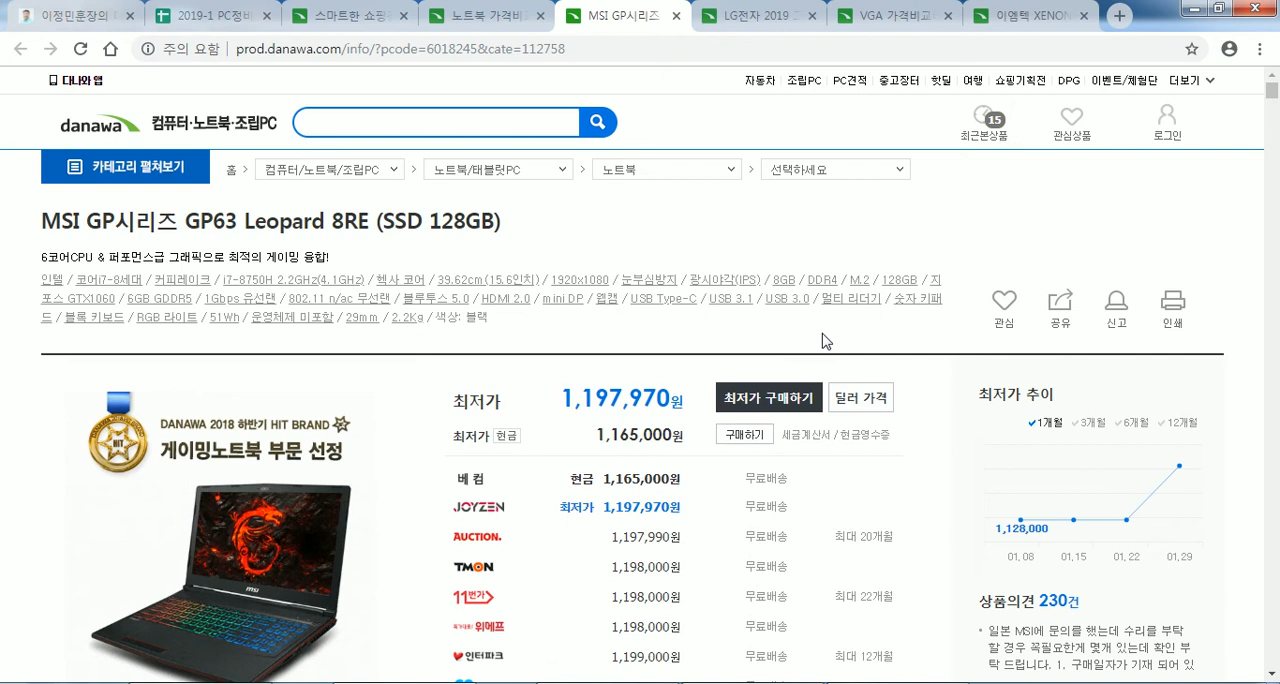 이정민훈장의
2019-1 PC정비
스마트한 쇼핑
노트북 가격비교
MSI GP시리즈
LG전자 2019
VGA 가격비교
이엠텍 XENON
주의 요함 | prod.danawa.com/info/?pcode=6018245&cate=112758
다나와 앱
자동차 조립PC PC견적 중고장터 핫딜 여행 쇼핑기획전 DPG 이벤트/체험단 더보기
danawa 컴퓨터·노트북·조립PC
15
최근본상품 관심상품 로그인
카테고리 펼쳐보기 홈 > 컴퓨터/노트북/조립PC > 노트북/태블릿PC > 노트북 > 선택하세요
MSI GP시리즈 GP63 Leopard 8RE (SSD 128GB)
6코어CPU & 퍼포먼스급 그래픽으로 최적의 게이밍 융합!
인텔 / 코어i7-8세대 / 커피레이크 / i7-8750H 2.2GHz(4.1GHz) / 헥사 코어 / 39.62cm(15.6인치) / 1920x1080 / 눈부심방지 / 광시야각(IPS) / 8GB / DDR4 / M.2 / 128GB / 지
포스 GTX1060 / 6GB GDDR5 / 1Gbps 유선랜 / 802.11 n/ac 무선랜 / 블루투스 5.0 / HDMI 2.0 / mini DP / 웹캠 / USB Type-C / USB 3.1 / USB 3.0 / 멀티 리더기 / 숫자 키패
드 / 블록 키보드 / RGB 라이트 / 51Wh / 운영체제 미포함 / 29mm / 2.2Kg / 색상: 블랙
관심 공유 신고 인쇄
DANAWA HIT BRAND
DANAWA 2018 하반기 HIT BRAND
게이밍노트북 부문 선정
msi
최저가 1,197,970원 최저가 구매하기 딜러 가격
최저가 현금 1,165,000원 구매하기 세금계산서 / 현금영수증
베 컴 현금 1,165,000원 무료배송
JOYZEN 최저가 1,197,970원 무료배송
AUCTION. 1,197,990원 무료배송 최대 20개월
TMON 1,198,000원 무료배송
11번가 1,198,000원 무료배송 최대 22개월
위메프 1,198,000원 무료배송
인터파크 1,199,000원 무료배송 최대 12개월
최저가 추이
1개월 3개월 6개월 12개월
1,128,000
01.08 01.15 01.22 01.29
상품의견 230건
일본 MSI에 문의를 했는데 수리를 부탁
할 경우 꼭필요한게 몇개 있는데 확인 부
탁 드립니다. 1. 구매일자가 기재 되어 있